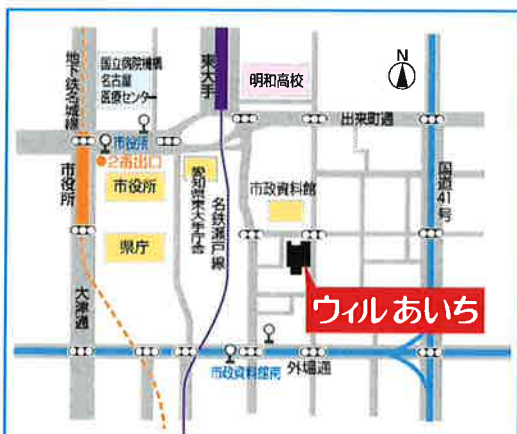 地下鉄名城線
国立病院機構
名古屋
医療センター
東大手
明和高校
N
出来町通
市役所
●2番出口
市役所
市役所
愛知県東大手庁舎
名鉄瀬戸線
市政資料館
国道41号
県庁
大津通
ウィルあいち
市政資料館南
外堀通